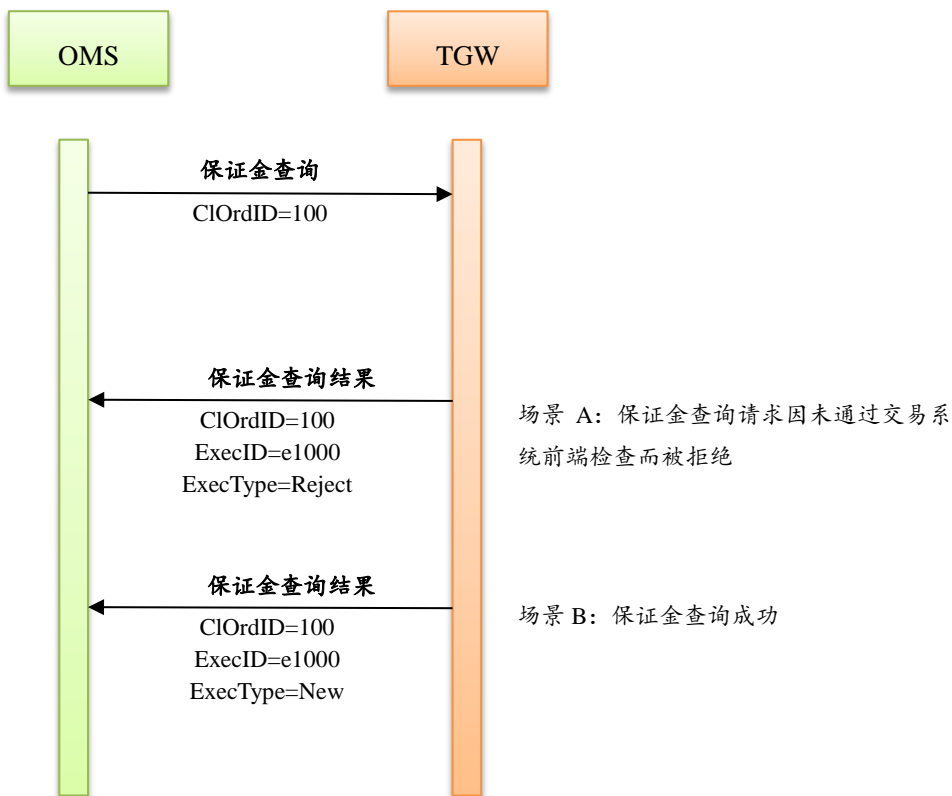 OMS
TGW
保证金查询
ClOrdID=100
保证金查询结果
ClOrdID=100
ExecID=e1000
ExecType=Reject
场景 A：保证金查询请求因未通过交易系
统前端检查而被拒绝
保证金查询结果
ClOrdID=100
ExecID=e1000
ExecType=New
场景 B：保证金查询成功